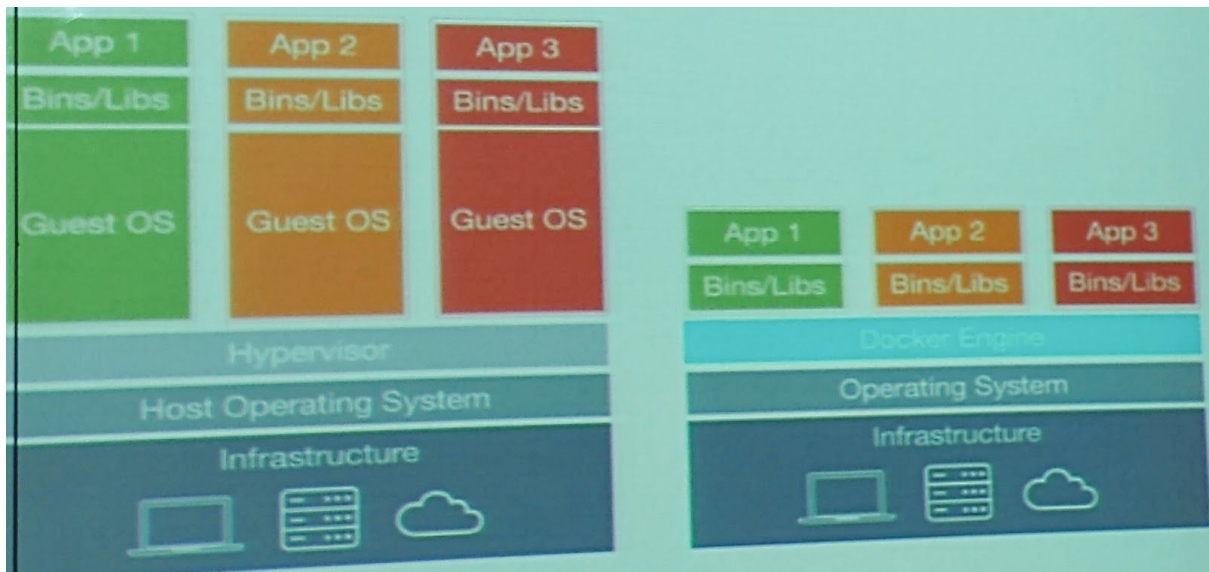 App 1
App 2
App 3
Bins/Libs
Bins/Libs
Bins/Libs
Guest OS
Guest OS
Guest OS
Hypervisor
Host Operating System
Infrastructure
App 1
App 2
App 3
Bins/Libs
Bins/Libs
Bins/Libs
Docker Engine
Operating System
Infrastructure